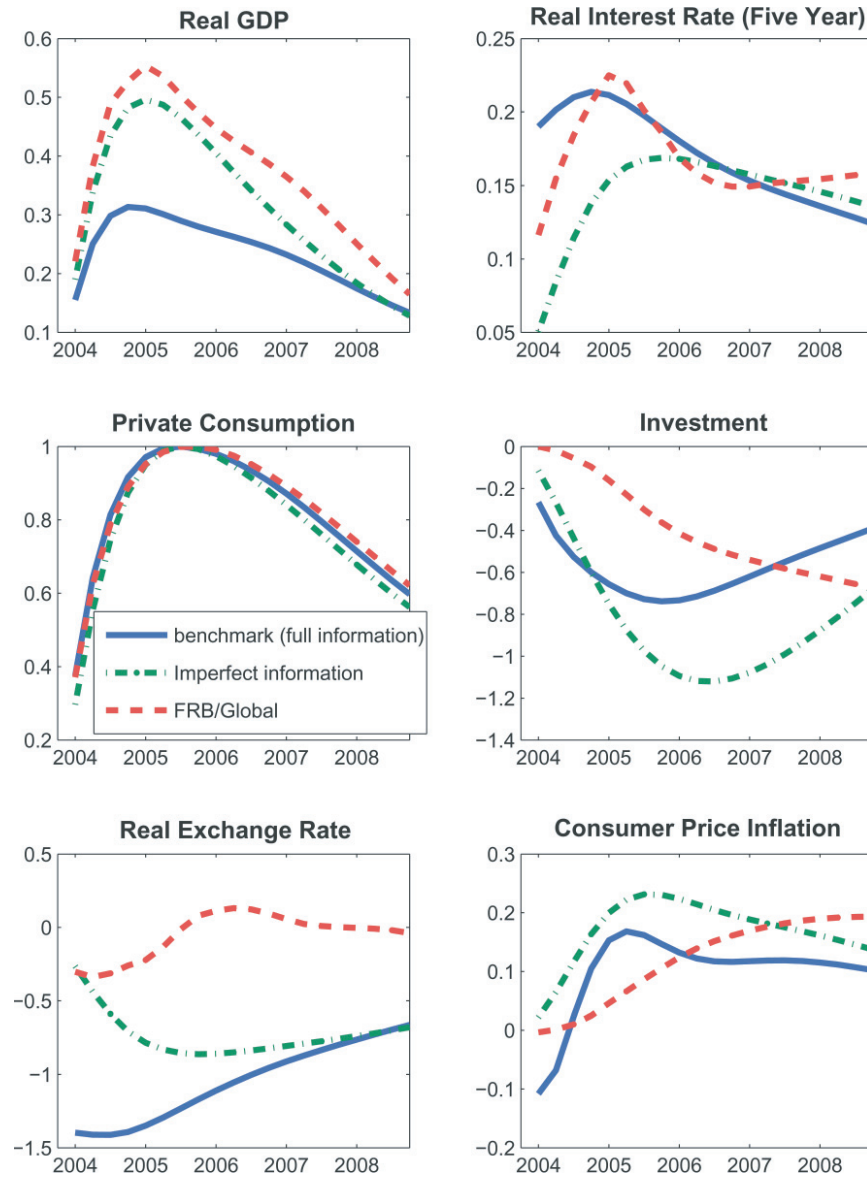 Real GDP
0.6
0.5
0.4
0.3
0.2
0.1
2004 2005 2006 2007 2008
Real Interest Rate (Five Year)
0.25
0.2
0.15
0.1
0.05
2004 2005 2006 2007 2008
Private Consumption
1
0.8
0.6
0.4
0.2
benchmark (full information)
Imperfect information
FRB/Global
2004 2005 2006 2007 2008
Investment
0
−0.2
−0.4
−0.6
−0.8
−1
−1.2
−1.4
2004 2005 2006 2007 2008
Real Exchange Rate
0.5
0
−0.5
−1
−1.5
2004 2005 2006 2007 2008
Consumer Price Inflation
0.3
0.2
0.1
0
−0.1
−0.2
2004 2005 2006 2007 2008